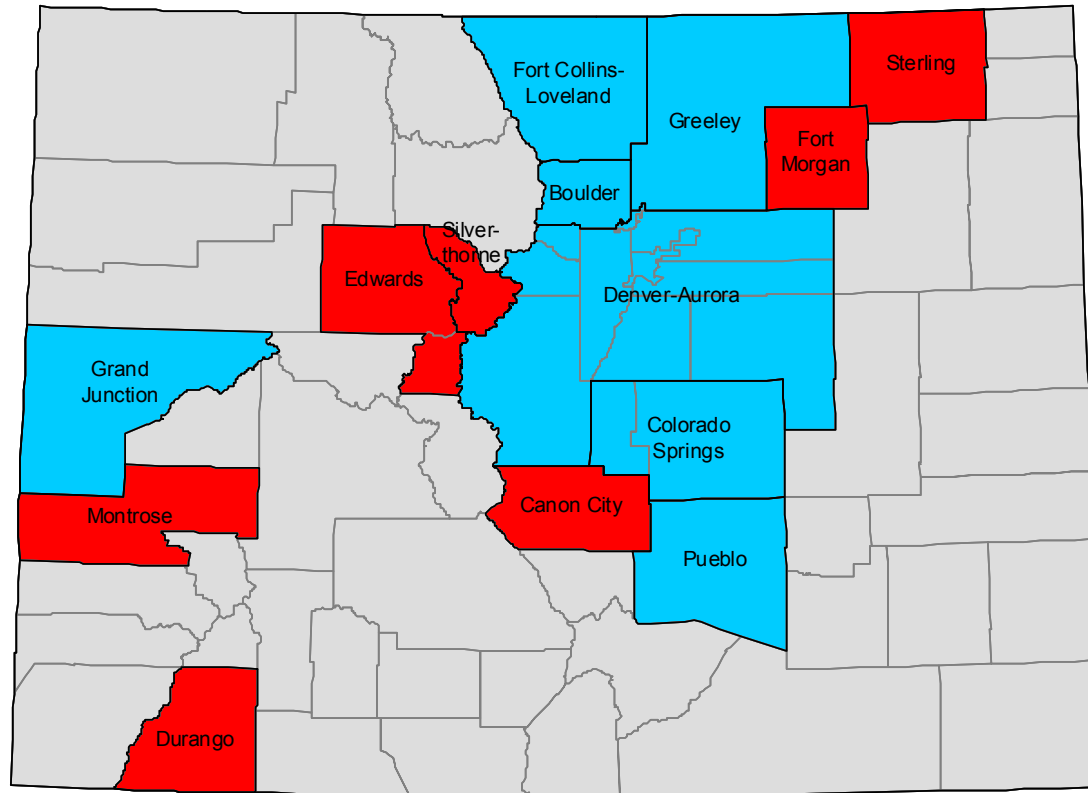 Fort Collins-
Loveland
Sterling
Greeley
Fort
Morgan
Boulder
Silver-
thorne
Edwards
Denver-Aurora
Grand
Junction
Colorado
Springs
Canon City
Montrose
Pueblo
Durango